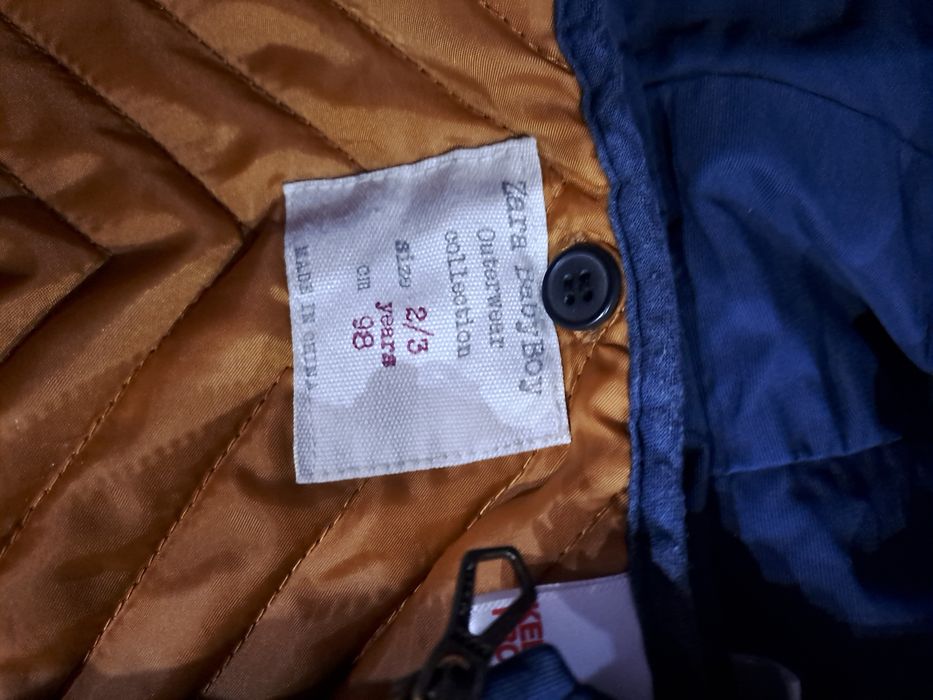 Zara Baby Boy
Outerwear
collection
size 2/3
years
cm 98
MADE IN CHINA